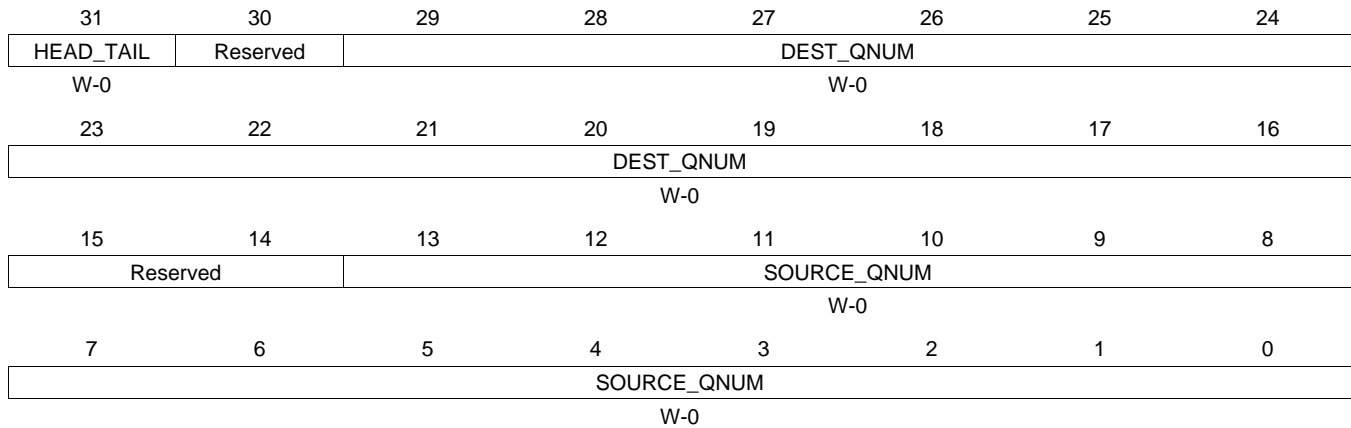 31 30 29 28 27 26 25 24
HEAD_TAIL Reserved DEST_QNUM
W-0 W-0
23 22 21 20 19 18 17 16
DEST_QNUM
W-0
15 14 13 12 11 10 9 8
Reserved SOURCE_QNUM
W-0
7 6 5 4 3 2 1 0
SOURCE_QNUM
W-0